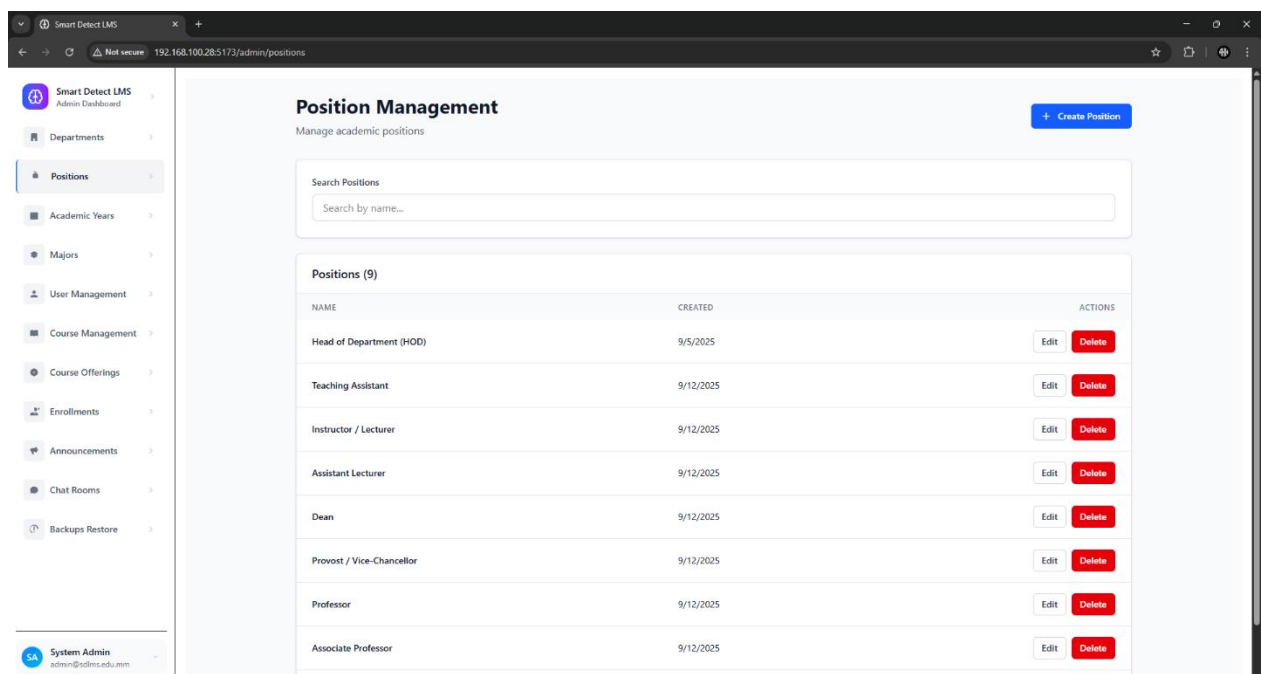 Smart Detect LMS
Not secure 192.168.100.28:5173/admin/positions
Smart Detect LMS
Admin Dashboard
Departments
Positions
Academic Years
Majors
User Management
Course Management
Course Offerings
Enrollments
Announcements
Chat Rooms
Backups Restore
SA System Admin
admin@sdlms.edu.mm
Position Management
Manage academic positions
+ Create Position
Search Positions
Search by name...
Positions (9)
NAME CREATED ACTIONS
Head of Department (HOD) 9/5/2025 Edit Delete
Teaching Assistant 9/12/2025 Edit Delete
Instructor / Lecturer 9/12/2025 Edit Delete
Assistant Lecturer 9/12/2025 Edit Delete
Dean 9/12/2025 Edit Delete
Provost / Vice-Chancellor 9/12/2025 Edit Delete
Professor 9/12/2025 Edit Delete
Associate Professor 9/12/2025 Edit Delete